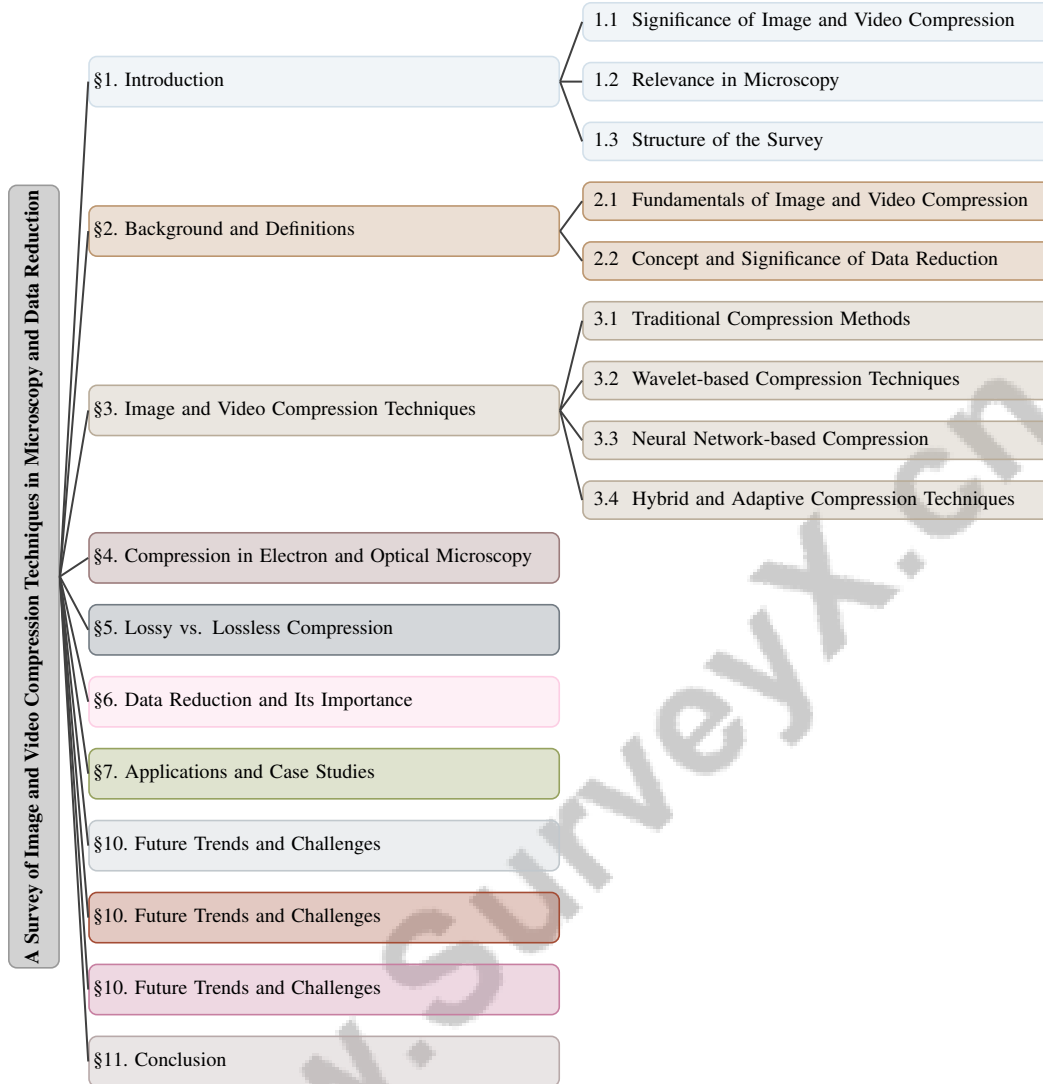 A Survey of Image and Video Compression Techniques in Microscopy and Data Reduction
§1. Introduction
1.1 Significance of Image and Video Compression
1.2 Relevance in Microscopy
1.3 Structure of the Survey
§2. Background and Definitions
2.1 Fundamentals of Image and Video Compression
2.2 Concept and Significance of Data Reduction
§3. Image and Video Compression Techniques
3.1 Traditional Compression Methods
3.2 Wavelet-based Compression Techniques
3.3 Neural Network-based Compression
3.4 Hybrid and Adaptive Compression Techniques
§4. Compression in Electron and Optical Microscopy
§5. Lossy vs. Lossless Compression
§6. Data Reduction and Its Importance
§7. Applications and Case Studies
§10. Future Trends and Challenges
§10. Future Trends and Challenges
§10. Future Trends and Challenges
§11. Conclusion
w.SurveyX.cn